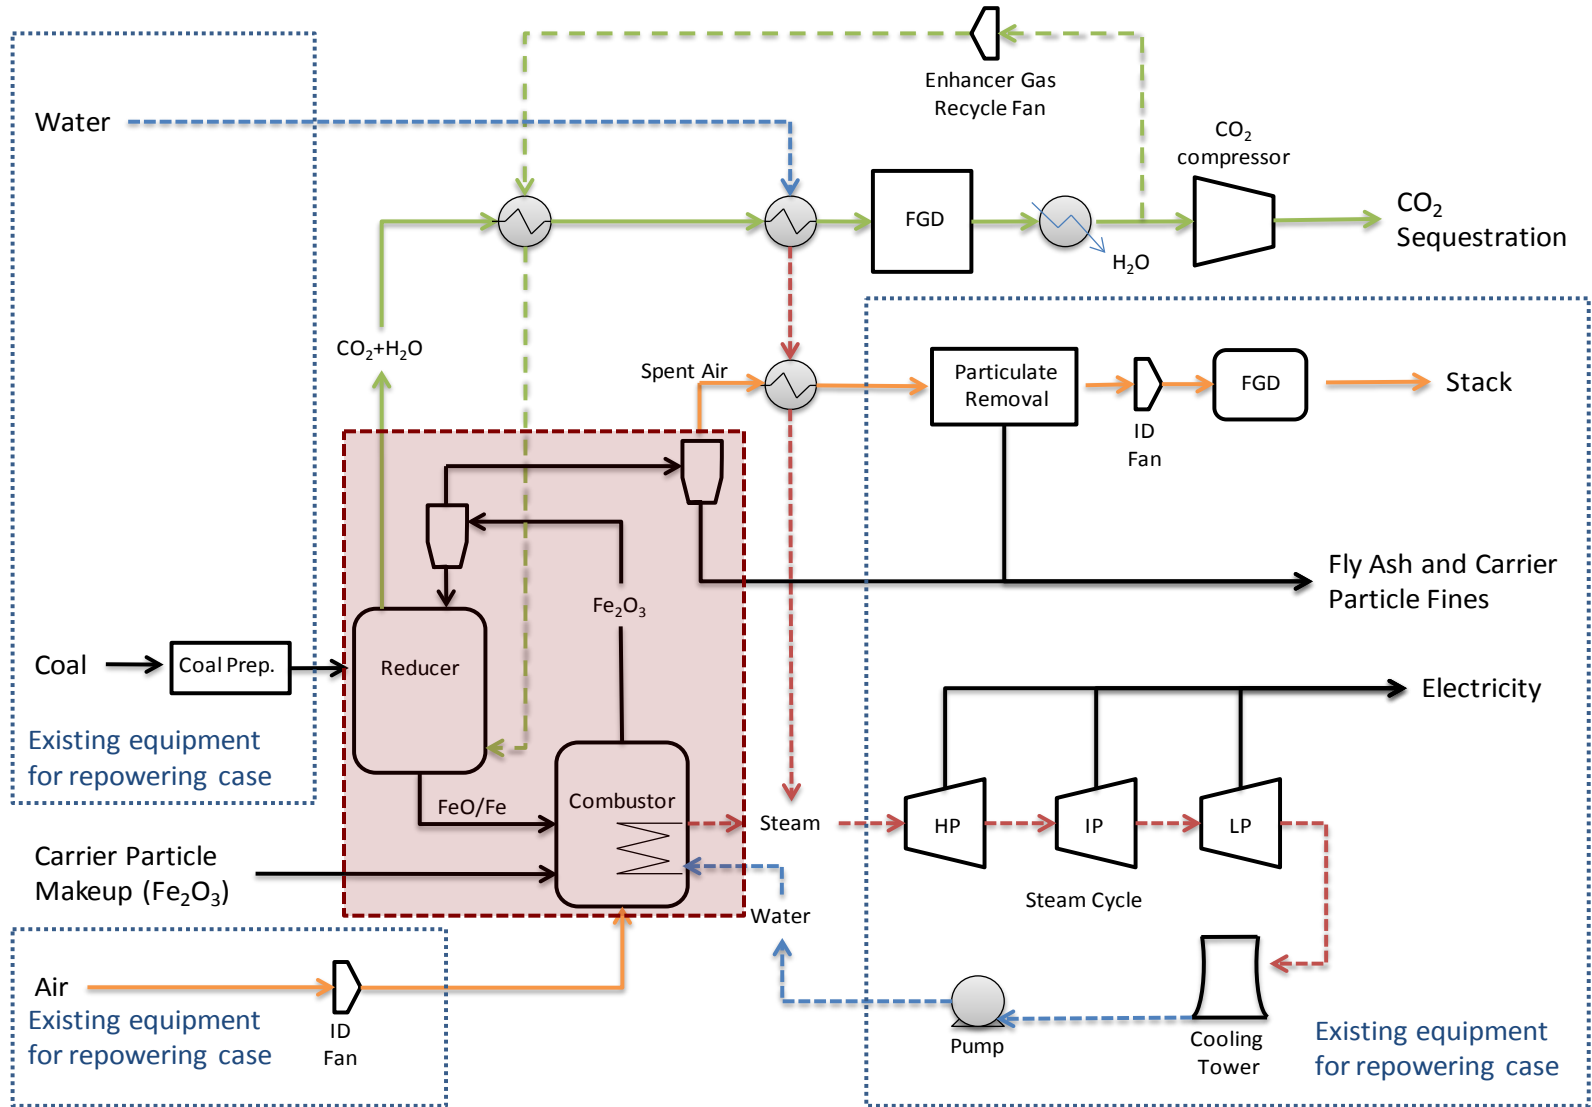 Enhancer Gas
Recycle Fan
Water
CO₂
compressor
FGD
CO₂
Sequestration
H₂O
CO₂+H₂O
Spent Air
Particulate
Removal
FGD
Stack
ID
Fan
Fe₂O₃
Fly Ash and Carrier
Particle Fines
Coal
Coal Prep.
Reducer
Electricity
Existing equipment
for repowering case
FeO/Fe
Combustor
Steam
HP
IP
LP
Carrier Particle
Makeup (Fe₂O₃)
Steam Cycle
Water
Air
Existing equipment
for repowering case
ID
Fan
Pump
Cooling
Tower
Existing equipment
for repowering case